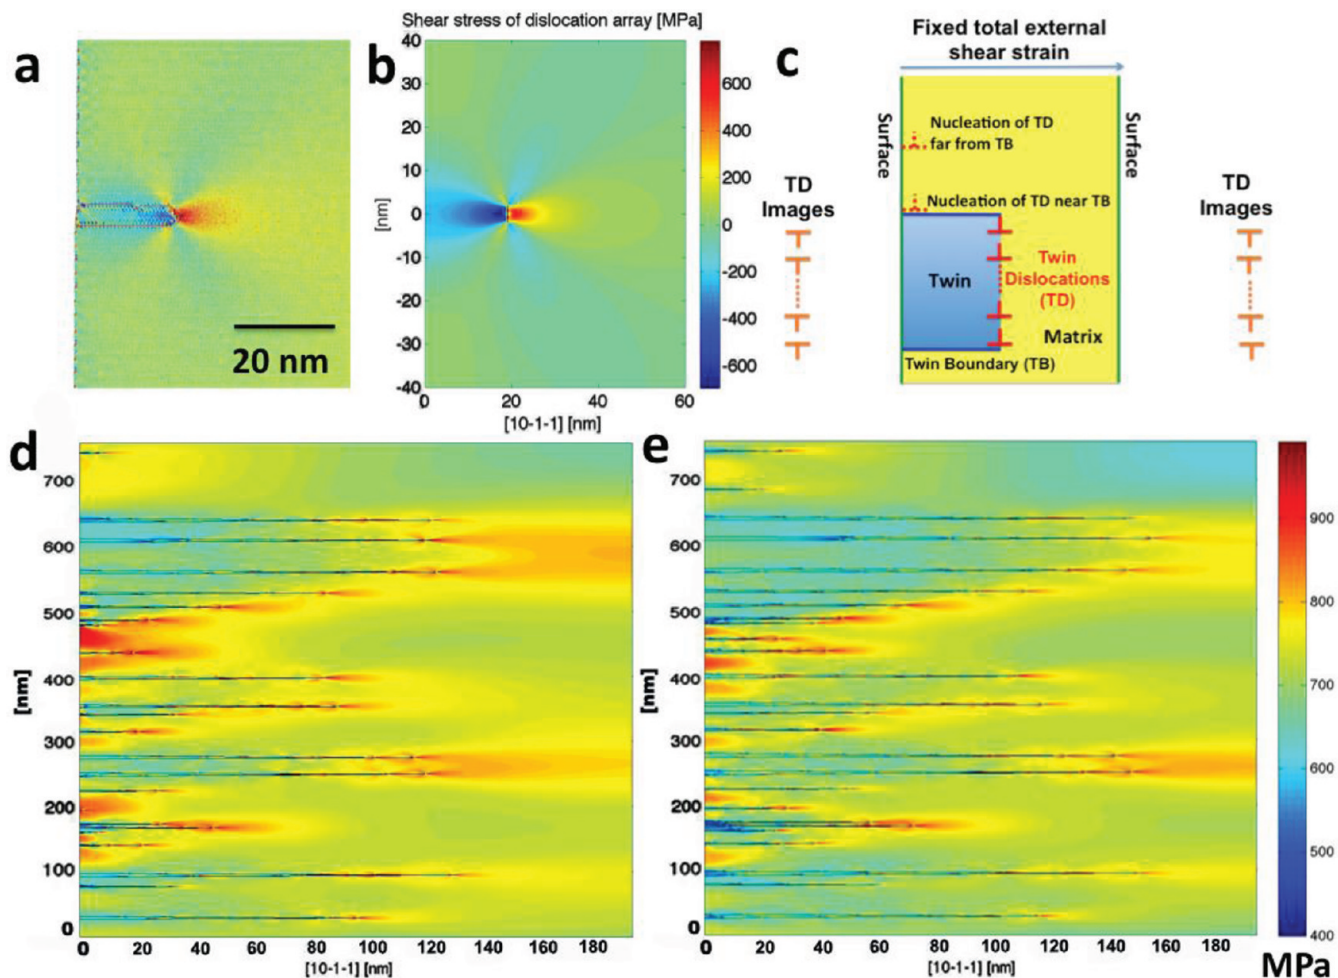 a
20 nm
b
Shear stress of dislocation array [MPa]
40
30
20
10
0
-10
-20
-30
-40
[nm]
0
20
40
60
[10-1-1] [nm]
600
400
200
0
-200
-400
-600
c
Fixed total external
shear strain
Surface
Surface
Nucleation of TD
far from TB
Nucleation of TD near TB
TD
Images
TD
Images
Twin
Twin
Dislocations
(TD)
Matrix
Twin Boundary (TB)
d
700
600
500
400
300
200
100
0
[nm]
0
20
40
60
80
100
120
140
160
180
[10-1-1] [nm]
e
700
600
500
400
300
200
100
0
[nm]
0
20
40
60
80
100
120
140
160
180
[10-1-1] [nm]
900
800
700
600
500
400
MPa